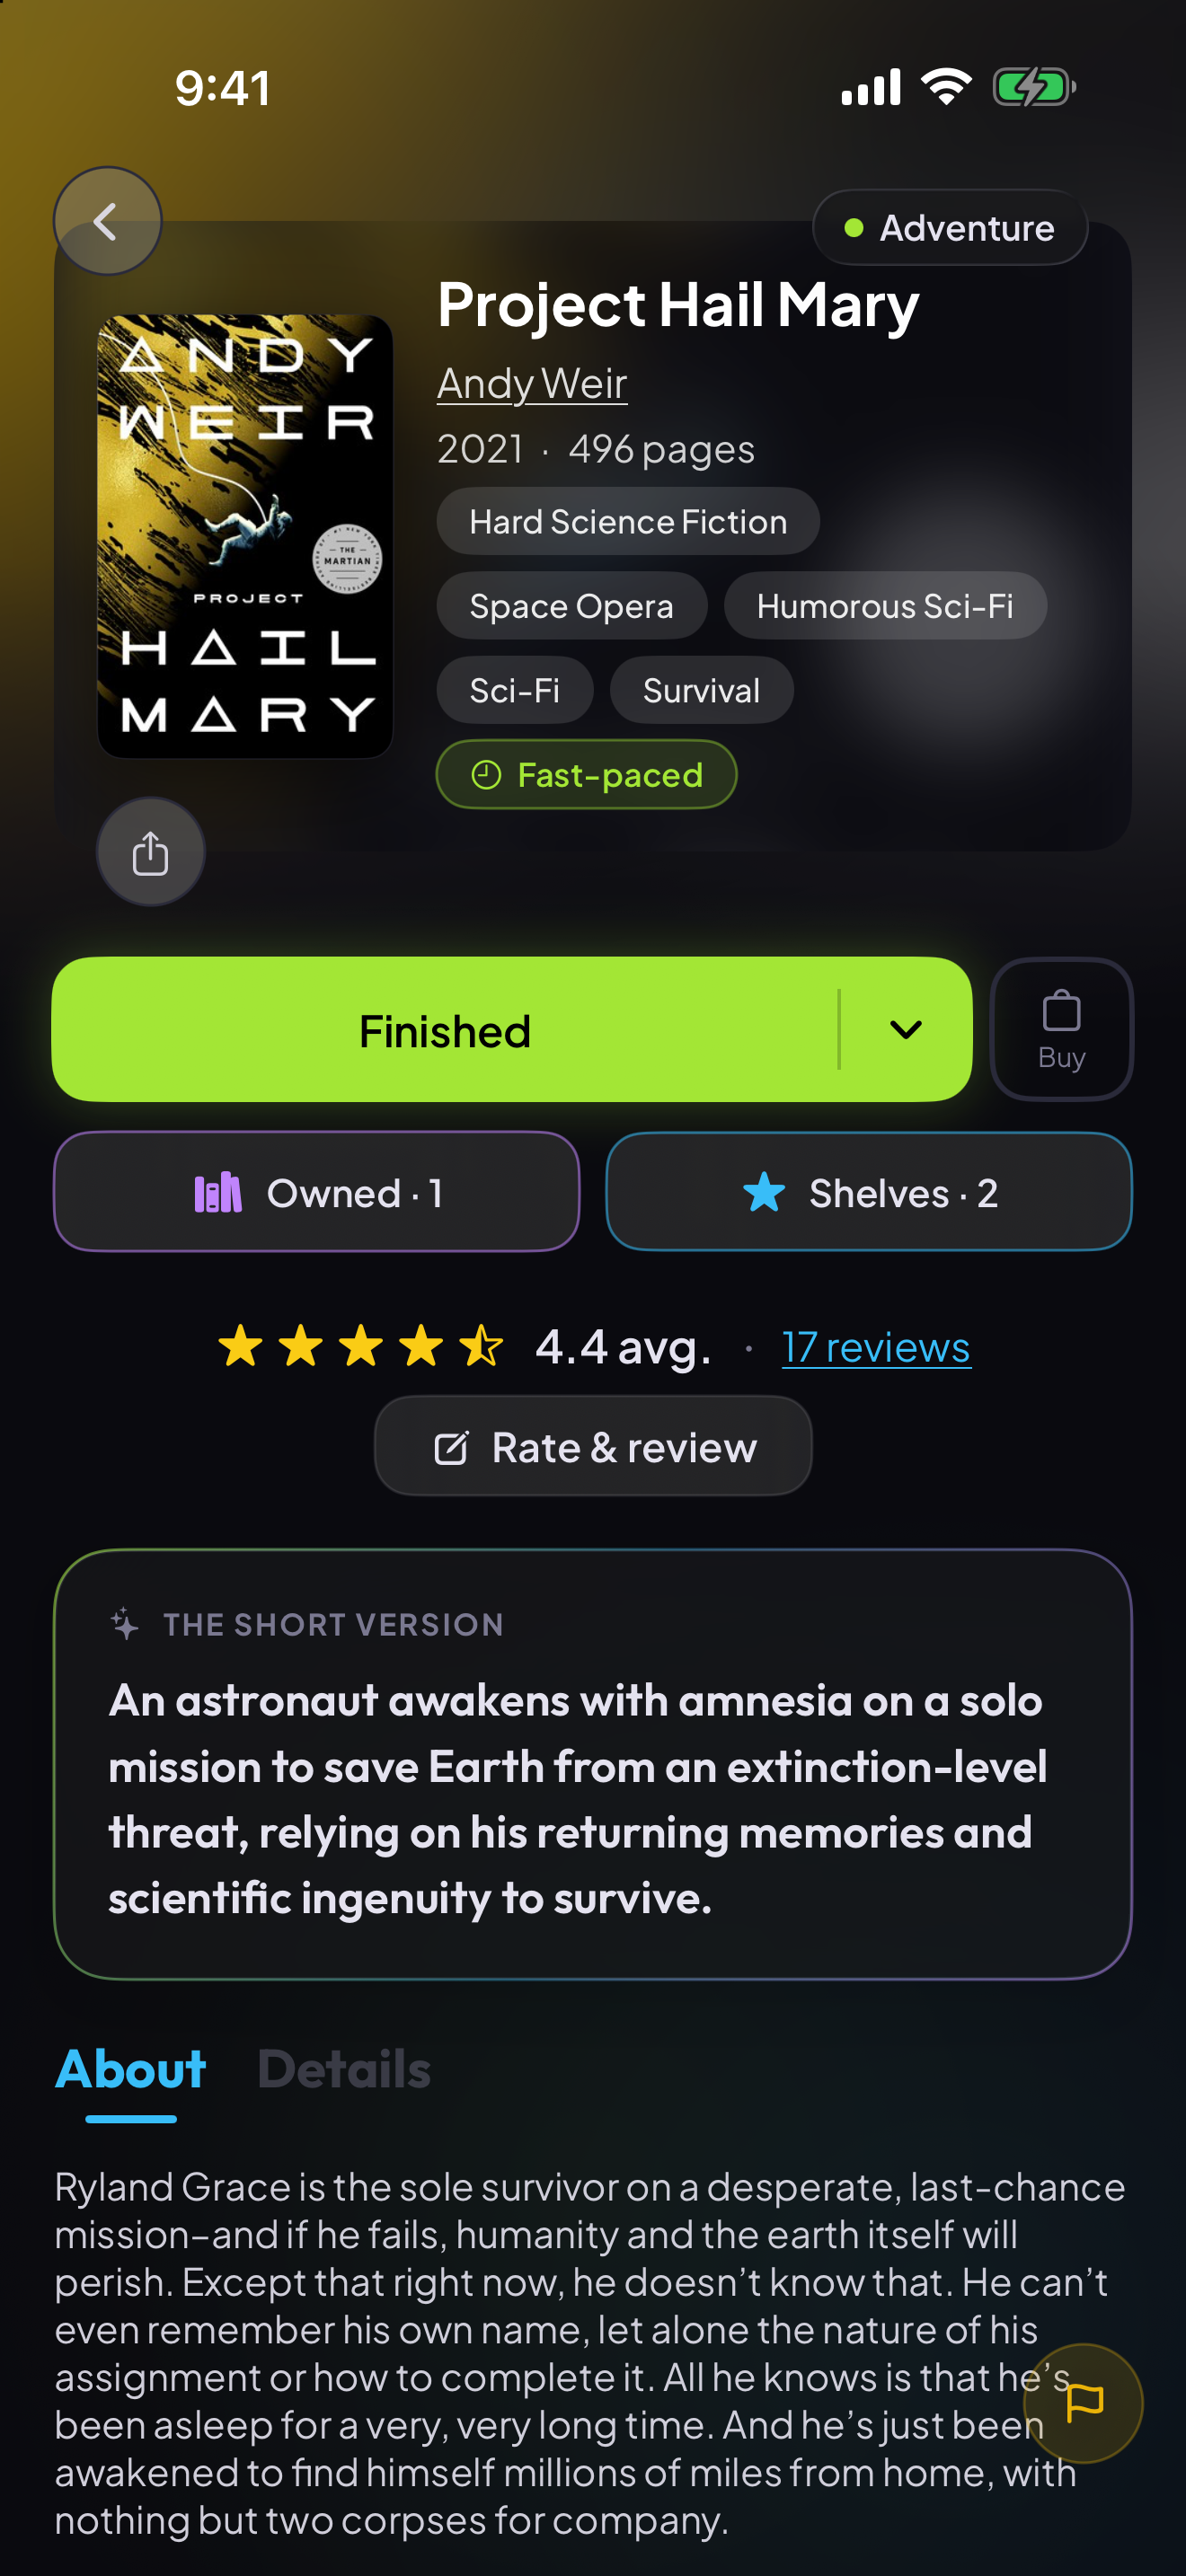 9:41
Adventure
Project Hail Mary
Andy Weir
2021 · 496 pages
Hard Science Fiction
Space Opera
Humorous Sci-Fi
Sci-Fi
Survival
Fast-paced
ANDY
WEIR
THE
MARTIAN
PROJECT
HAIL
MARY
Finished
Buy
Owned · 1
Shelves · 2
4.4 avg. · 17 reviews
Rate & review
THE SHORT VERSION
An astronaut awakens with amnesia on a solo
mission to save Earth from an extinction-level
threat, relying on his returning memories and
scientific ingenuity to survive.
About
Details
Ryland Grace is the sole survivor on a desperate, last-chance
mission–and if he fails, humanity and the earth itself will
perish. Except that right now, he doesn’t know that. He can’t
even remember his own name, let alone the nature of his
assignment or how to complete it. All he knows is that he’s
been asleep for a very, very long time. And he’s just been
awakened to find himself millions of miles from home, with
nothing but two corpses for company.